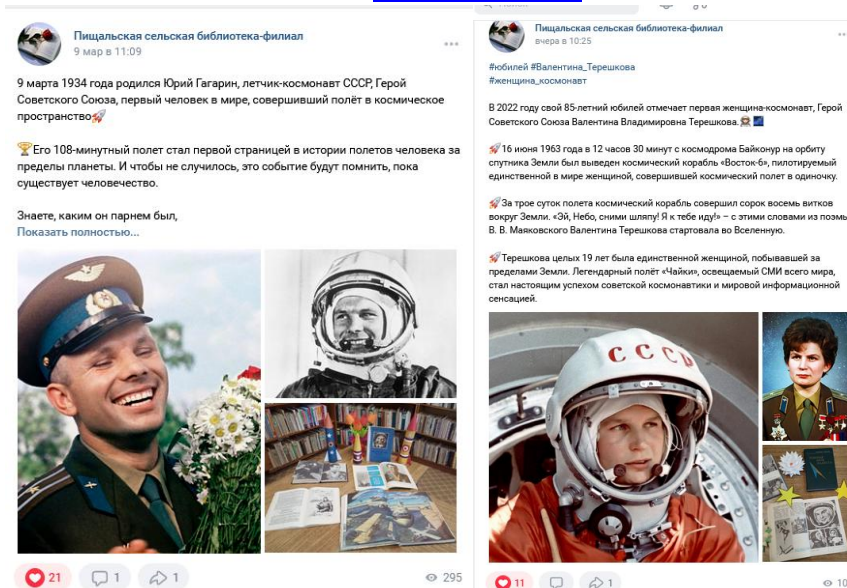 Пищальская сельская библиотека-филиал
9 мар в 11:09
9 марта 1934 года родился Юрий Гагарин, летчик-космонавт СССР, Герой
Советского Союза, первый человек в мире, совершивший полёт в космическое
пространство🚀
🏆Его 108-минутный полет стал первой страницей в истории полетов человека за
пределы планеты. И чтобы не случилось, это событие будут помнить, пока
существует человечество.
Знаете, каким он парнем был,
Показать полностью...
21
1
1
295
Пищальская сельская библиотека-филиал
вчера в 10:25
#юбилей #Валентина_Терешкова
#женщина_космонавт
В 2022 году свой 85-летний юбилей отмечает первая женщина-космонавт, Герой
Советского Союза Валентина Владимировна Терешкова.
🚀16 июня 1963 года в 12 часов 30 минут с космодрома Байконур на орбиту
спутника Земли был выведен космический корабль «Восток-6», пилотируемый
единственной в мире женщиной, совершившей космический полет в одиночку.
🚀За трое суток полета космический корабль совершил сорок восемь витков
вокруг Земли. «Эй, Небо, сними шляпу! Я к тебе иду!» – с этими словами из поэмы
В. В. Маяковского Валентина Терешкова стартовала во Вселенную.
🚀Терешкова целых 19 лет была единственной женщиной, побывавшей за
пределами Земли. Легендарный полёт «Чайки», освещаемый СМИ всего мира,
стал настоящим успехом советской космонавтики и мировой информационной
сенсацией.
СССР
11
1